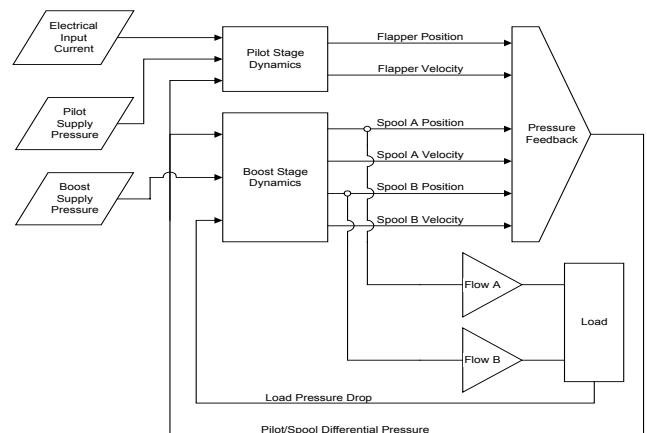 Electrical
Input
Current
Pilot
Supply
Pressure
Boost
Supply
Pressure
Pilot Stage
Dynamics
Boost Stage
Dynamics
Flapper Position
Flapper Velocity
Spool A Position
Spool A Velocity
Spool B Position
Spool B Velocity
Pressure
Feedback
Flow A
Flow B
Load
Load Pressure Drop
Pilot/Spool Differential Pressure